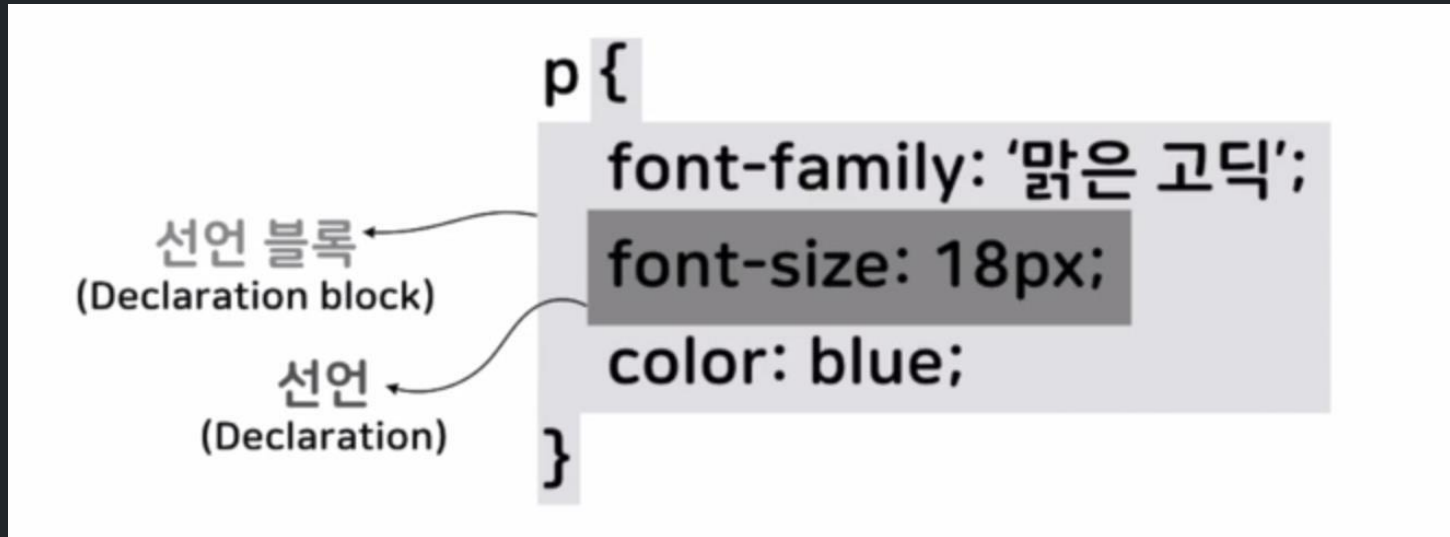 p {
font-family: ‘맑은 고딕’;
선언 블록
(Declaration block)
font-size: 18px;
선언
(Declaration)
color: blue;
}